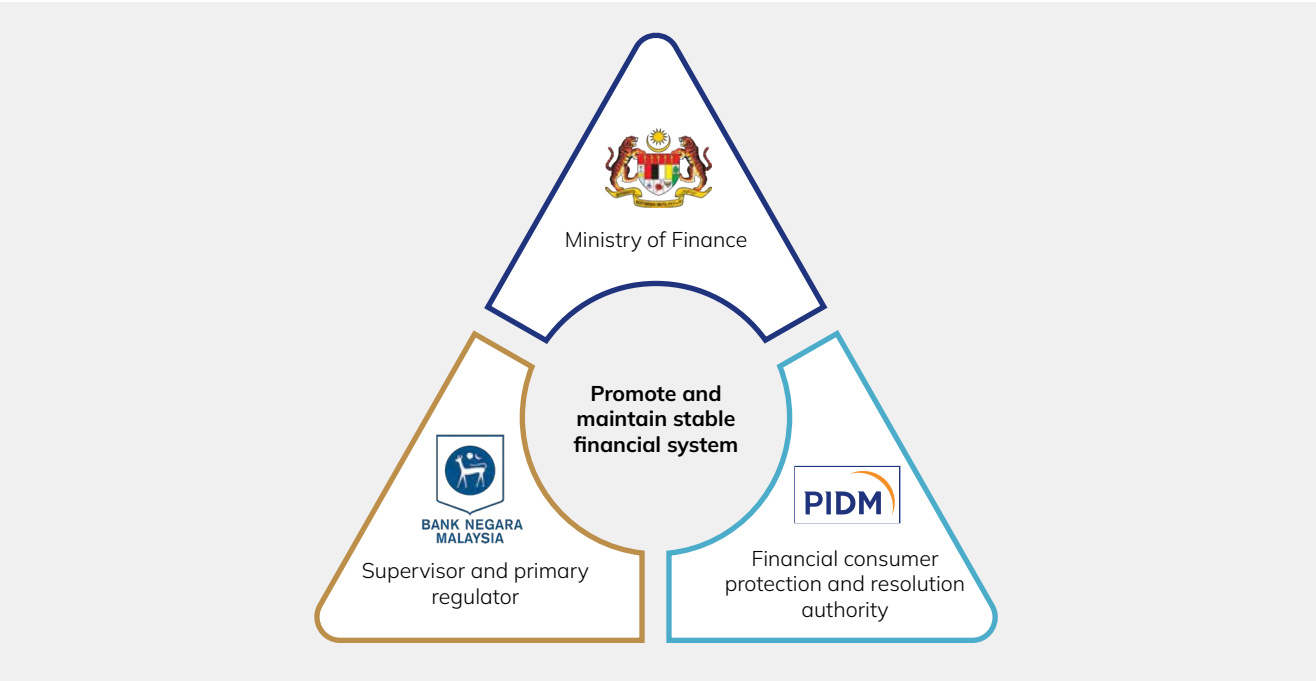 Ministry of Finance
Promote and
maintain stable
financial system
BANK NEGARA
MALAYSIA
Supervisor and primary
regulator
PIDM
Financial consumer
protection and resolution
authority